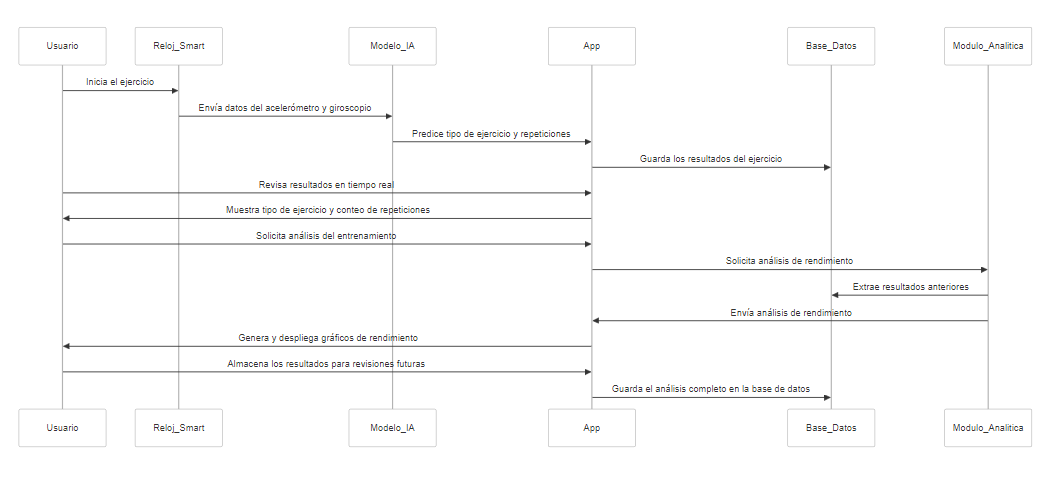 Usuario
Reloj_Smart
Modelo_IA
App
Base_Datos
Modulo_Analitica
Inicia el ejercicio
Envía datos del acelerómetro y giroscopio
Predice tipo de ejercicio y repeticiones
Guarda los resultados del ejercicio
Revisa resultados en tiempo real
Muestra tipo de ejercicio y conteo de repeticiones
Solicita análisis del entrenamiento
Solicita análisis de rendimiento
Extrae resultados anteriores
Envía análisis de rendimiento
Genera y despliega gráficos de rendimiento
Almacena los resultados para revisiones futuras
Guarda el análisis completo en la base de datos
Usuario
Reloj_Smart
Modelo_IA
App
Base_Datos
Modulo_Analitica